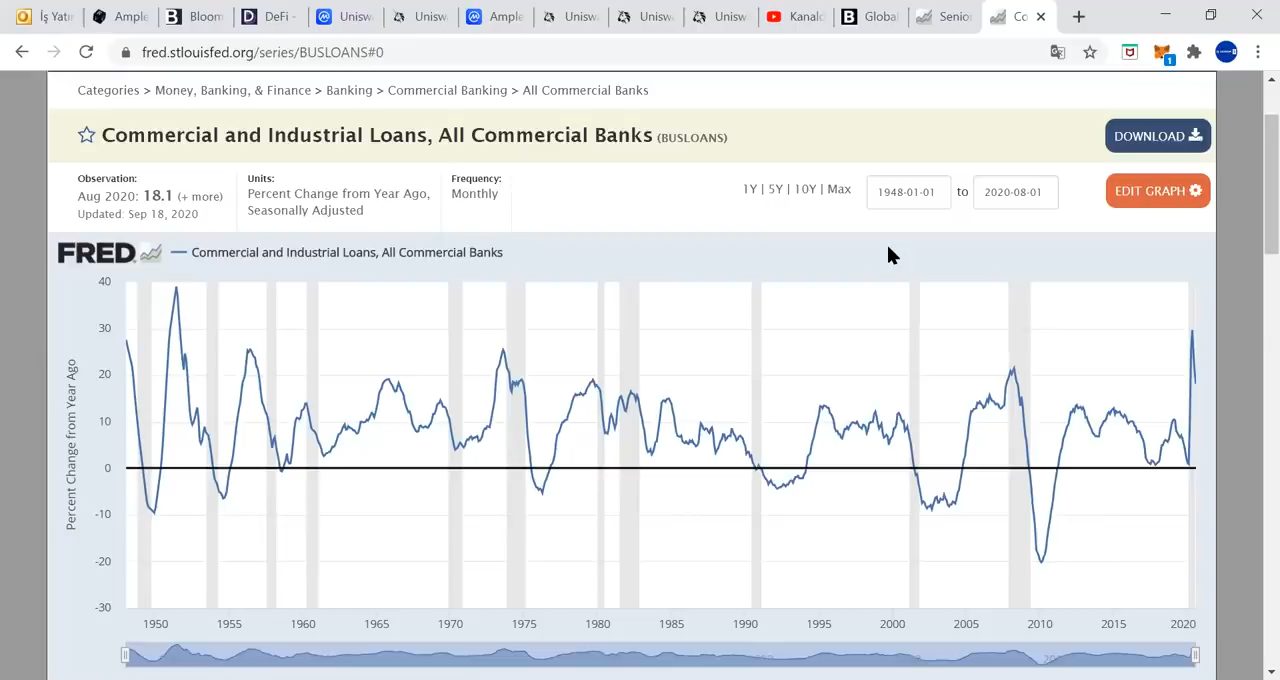 İş Yatır
Ample
Bloom
DeFi -
Unisw
Unisw
Ample
Unisw
Unisw
Unisw
Kanald
Global
Senio
Co
fred.stlouisfed.org/series/BUSLOANS#0
1
Categories > Money, Banking, & Finance > Banking > Commercial Banking > All Commercial Banks
Commercial and Industrial Loans, All Commercial Banks (BUSLOANS)
DOWNLOAD
Observation:
Aug 2020: 18.1 (+ more)
Updated: Sep 18, 2020
Units:
Percent Change from Year Ago,
Seasonally Adjusted
Frequency:
Monthly
1Y | 5Y | 10Y | Max
1948-01-01 to 2020-08-01
EDIT GRAPH
FRED
Commercial and Industrial Loans, All Commercial Banks
Percent Change from Year Ago
40
30
20
10
0
-10
-20
-30
1950 1955 1960 1965 1970 1975 1980 1985 1990 1995 2000 2005 2010 2015 2020